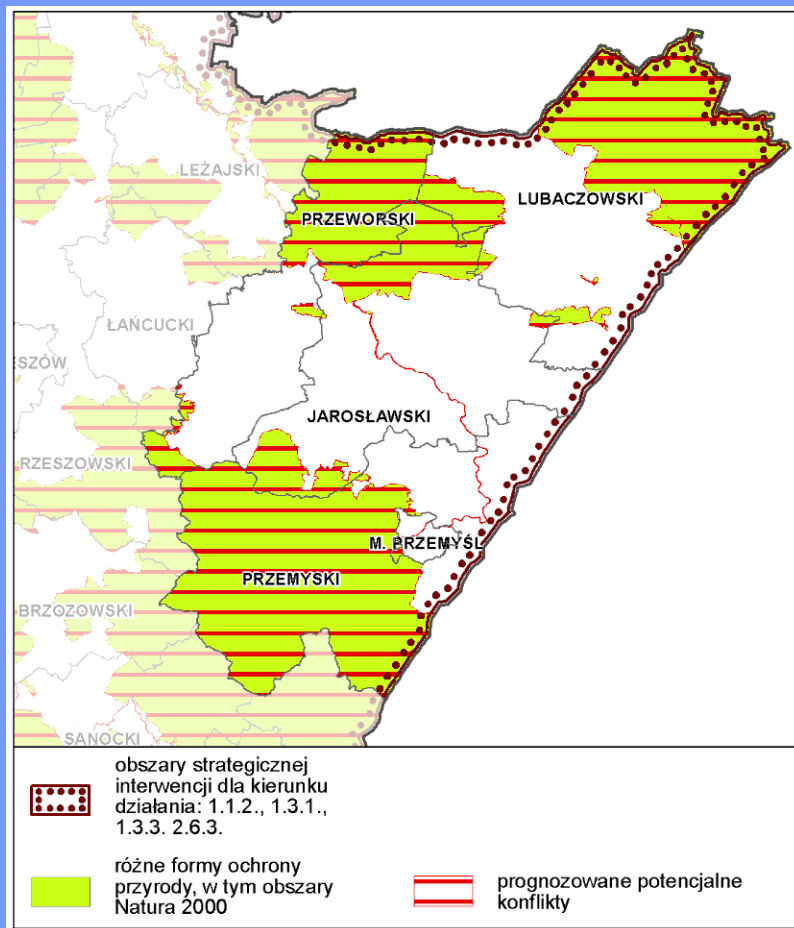 LEŻAJSKI
LUBACZOWSKI
PRZEWORSKI
ŁAŃCUCKI
ESZÓW
JAROSŁAWSKI
RZESZOWSKI
M. PRZEMYŚL
PRZEMYSKI
BRZOZOWSKI
SANOCKI
obszary strategicznej
interwencji dla kierunku
działania: 1.1.2., 1.3.1.,
1.3.3. 2.6.3.
różne formy ochrony
przyrody, w tym obszary
Natura 2000
prognozowane potencjalne
konflikty